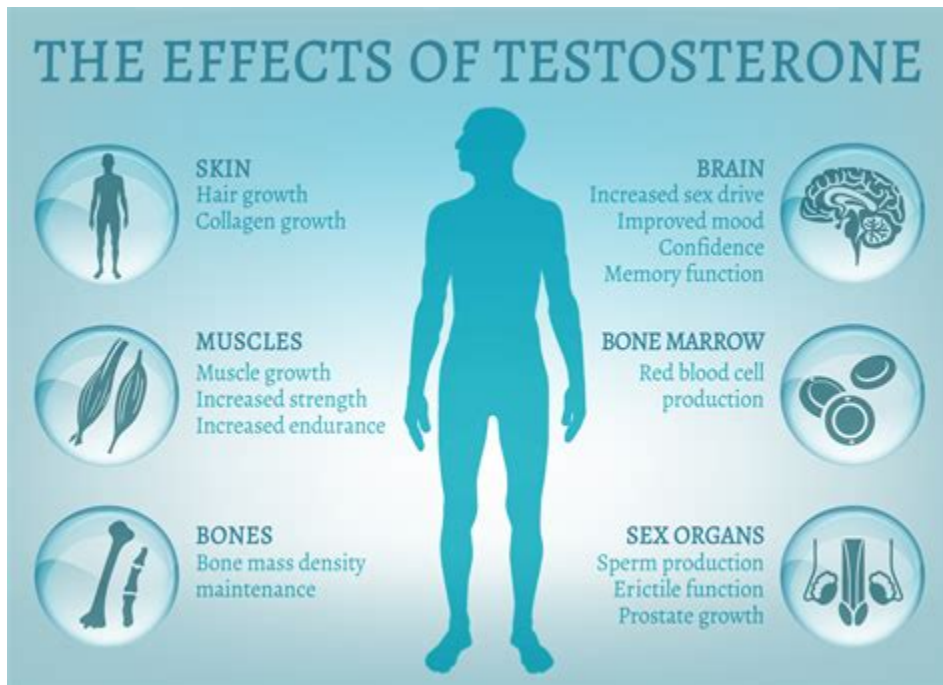 THE EFFECTS OF TESTOSTERONE
SKIN
Hair growth
Collagen growth
MUSCLES
Muscle growth
Increased strength
Increased endurance
BONES
Bone mass density
maintenance
BRAIN
Increased sex drive
Improved mood
Confidence
Memory function
BONE MARROW
Red blood cell
production
SEX ORGANS
Sperm production
Erictile function
Prostate growth